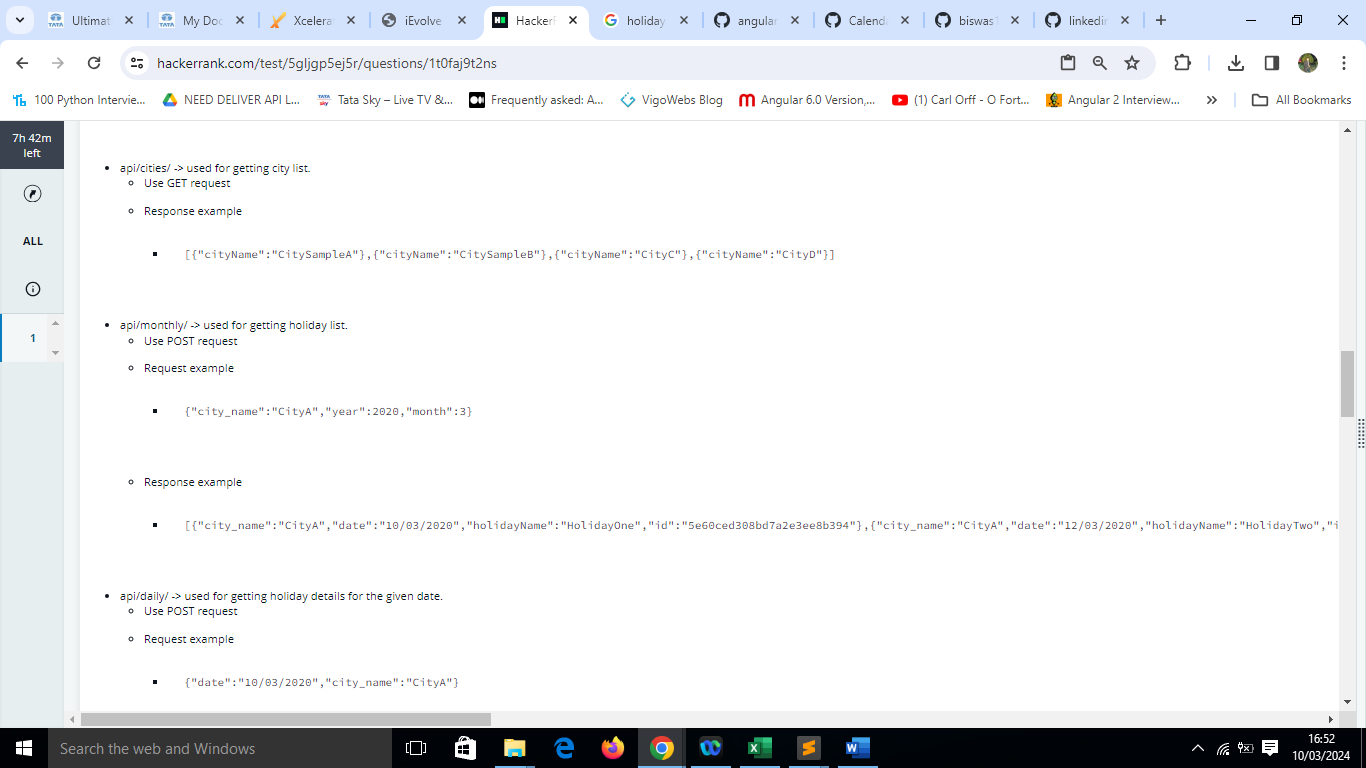 Ultimat
My Doc
Xcelera
iEvolve
HackerF
holiday
angular
Calenda
biswas
linkedin
hackerrank.com/test/5gljgp5ej5r/questions/1t0faj9t2ns
100 Python Intervie...
NEED DELIVER API L...
Tata Sky – Live TV &...
Frequently asked: A...
VigoWebs Blog
Angular 6.0 Version,...
(1) Carl Orff - O Fort...
Angular 2 Interview...
All Bookmarks
7h 42m
left
ALL
1
api/cities/ -> used for getting city list.
Use GET request
Response example
[{"cityName":"CitySampleA"},{"cityName":"CitySampleB"},{"cityName":"CityC"},{"cityName":"CityD"}]
api/monthly/ -> used for getting holiday list.
Use POST request
Request example
{"city_name":"CityA","year":2020,"month":3}
Response example
[{"city_name":"CityA","date":"10/03/2020","holidayName":"HolidayOne","id":"5e60ced308bd7a2e3ee8b394"},{"city_name":"CityA","date":"12/03/2020","holidayName":"HolidayTwo","i
api/daily/ -> used for getting holiday details for the given date.
Use POST request
Request example
{"date":"10/03/2020","city_name":"CityA"}
Search the web and Windows
16:52
10/03/2024